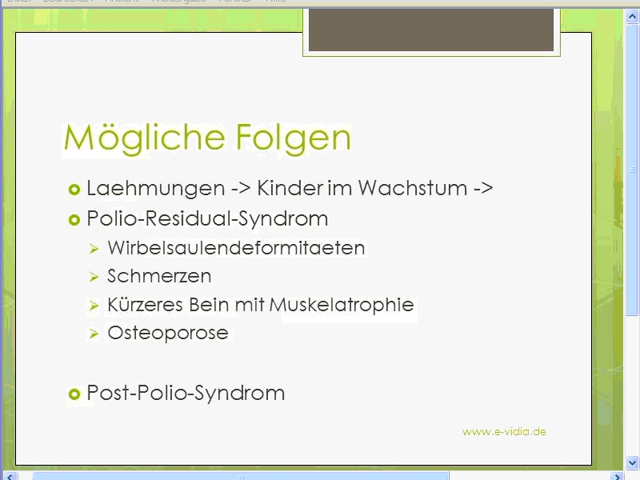 Mögliche Folgen
Laehmungen -> Kinder im Wachstum ->
Polio-Residual-Syndrom
Wirbelsaulendeformitaeten
Schmerzen
Kürzeres Bein mit Muskelatrophie
Osteoporose
Post-Polio-Syndrom
www.e-vidia.de